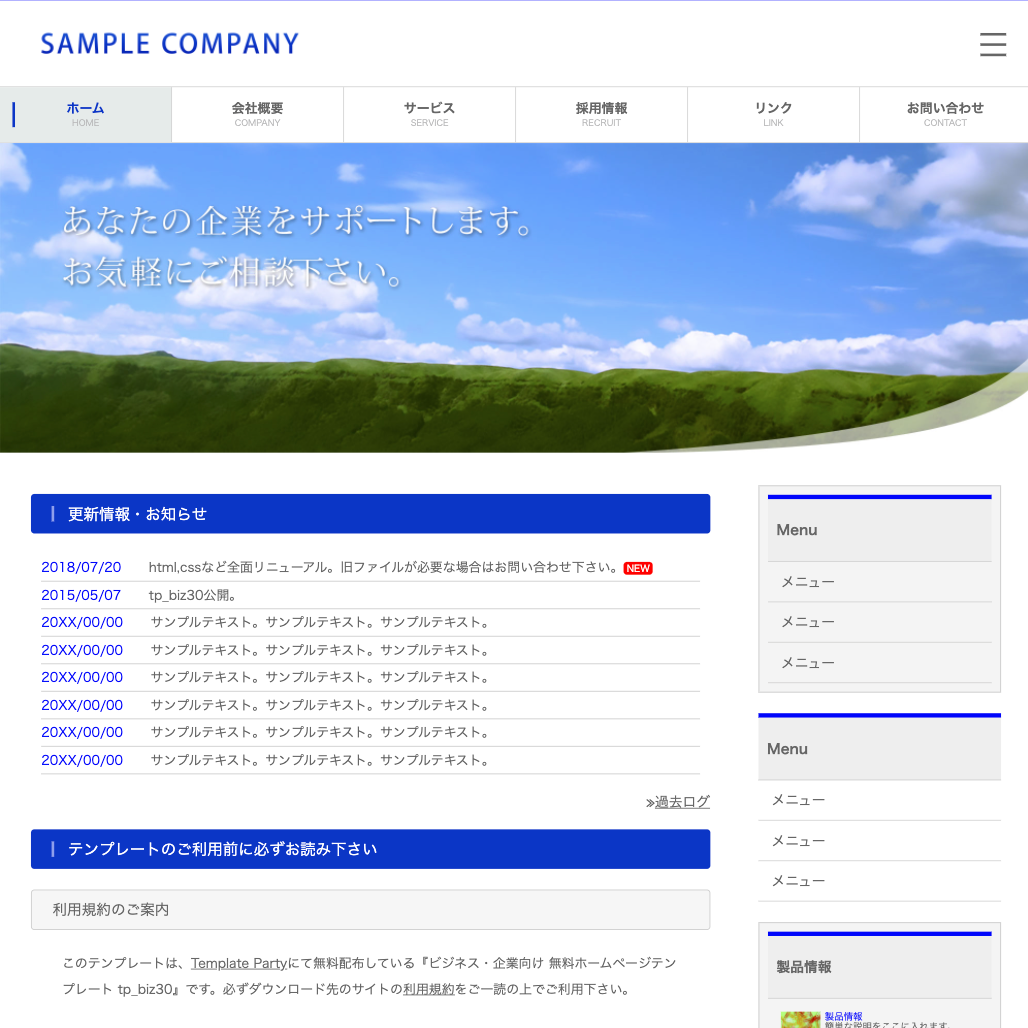 SAMPLE COMPANY
ホーム
HOME
会社概要
COMPANY
サービス
SERVICE
採用情報
RECRUIT
リンク
LINK
お問い合わせ
CONTACT
あなたの企業をサポートします。
お気軽にご相談下さい。
更新情報・お知らせ
2018/07/20 html,cssなど全面リニューアル。旧ファイルが必要な場合はお問い合わせ下さい。NEW
2015/05/07 tp_biz30公開。
20XX/00/00 サンプルテキスト。サンプルテキスト。サンプルテキスト。
20XX/00/00 サンプルテキスト。サンプルテキスト。サンプルテキスト。
20XX/00/00 サンプルテキスト。サンプルテキスト。サンプルテキスト。
20XX/00/00 サンプルテキスト。サンプルテキスト。サンプルテキスト。
20XX/00/00 サンプルテキスト。サンプルテキスト。サンプルテキスト。
20XX/00/00 サンプルテキスト。サンプルテキスト。サンプルテキスト。
≫過去ログ
テンプレートのご利用前に必ずお読み下さい
利用規約のご案内
このテンプレートは、Template Partyにて無料配布している『ビジネス・企業向け 無料ホームページテン
プレート tp_biz30』です。必ずダウンロード先のサイトの利用規約をご一読の上でご利用下さい。
Menu
メニュー
メニュー
メニュー
Menu
メニュー
メニュー
メニュー
製品情報
製品情報
簡単な説明をここに入れます。